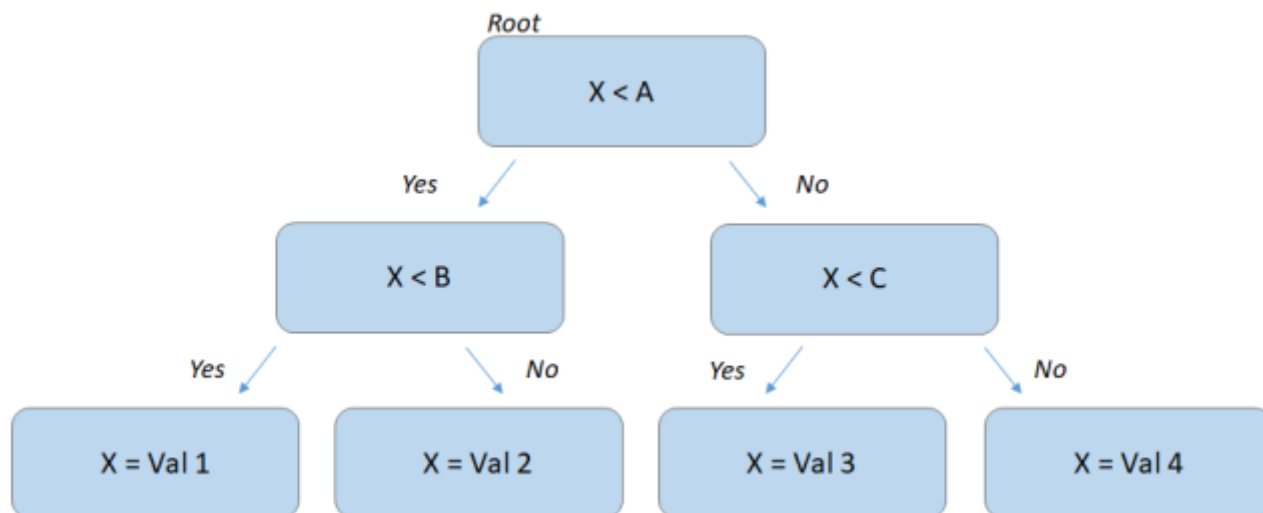 Root
X < A
Yes
No
X < B
X < C
Yes
No
Yes
No
X = Val 1
X = Val 2
X = Val 3
X = Val 4